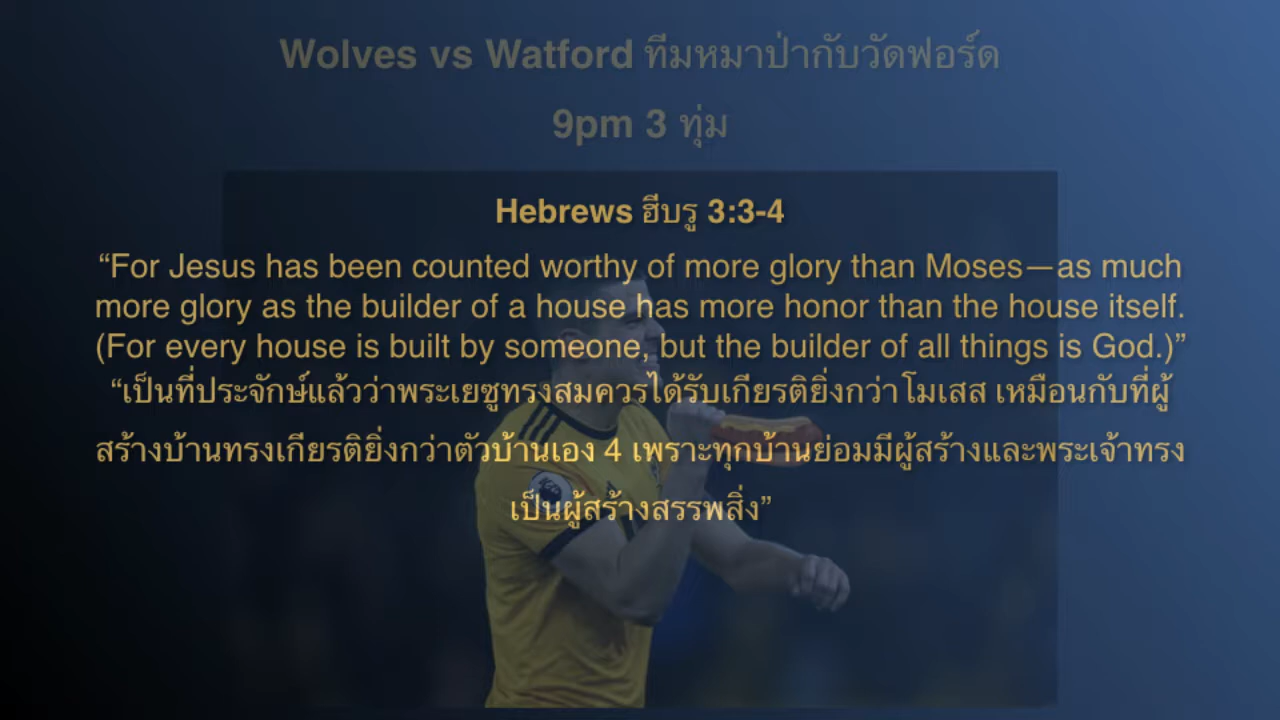 Wolves vs Watford ทีมหมาป่ากับวัดฟอร์ด
9pm 3 ทุ่ม
Hebrews ฮีบรู 3:3-4
“For Jesus has been counted worthy of more glory than Moses—as much
more glory as the builder of a house has more honor than the house itself.
(For every house is built by someone, but the builder of all things is God.)”
“เป็นที่ประจักษ์แล้วว่าพระเยซูทรงสมควรได้รับเกียรติยิ่งกว่าโมเสส เหมือนกับที่ผู้
สร้างบ้านทรงเกียรติยิ่งกว่าตัวบ้านเอง 4 เพราะทุกบ้านย่อมมีผู้สร้างและพระเจ้าทรง
เป็นผู้สร้างสรรพสิ่ง”